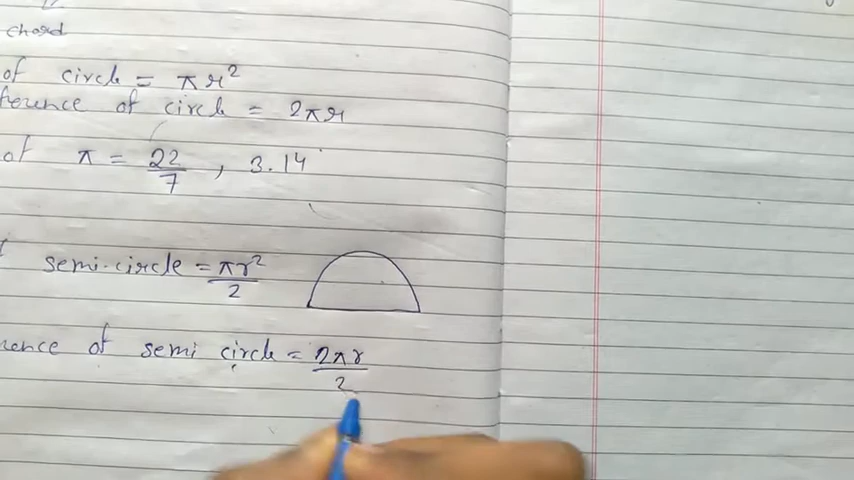 chord
of circle = πr²
ference of circle = 2πr
of π = 22/7, 3.14
semi-circle = πr²/2
rence of semi circle = 2πr/2